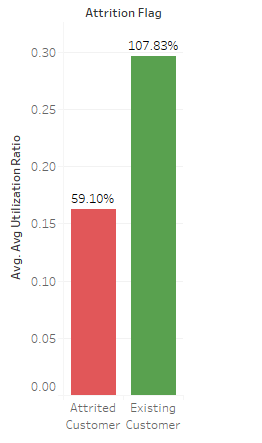 Attrition Flag
0.30
0.25
0.20
0.15
0.10
0.05
0.00
Avg. Avg Utilization Ratio
107.83%
59.10%
Attrited
Customer
Existing
Customer